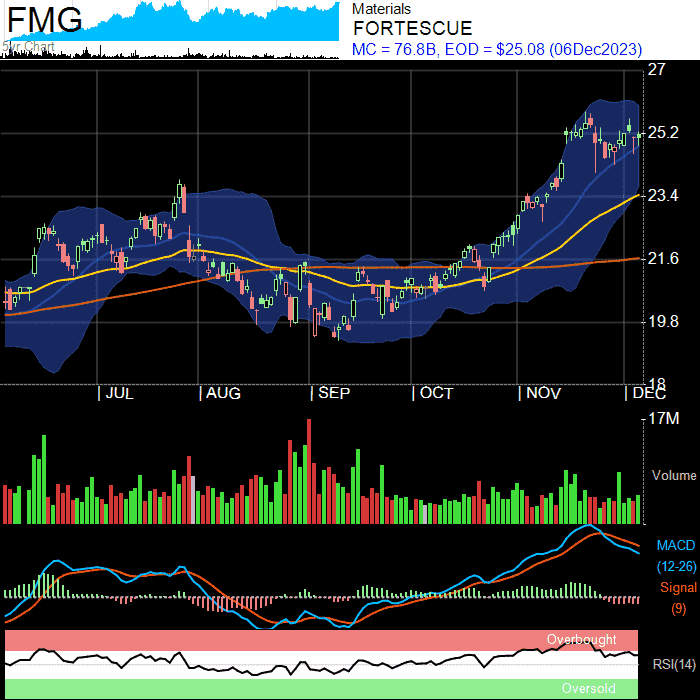 FMG
5yr Chart
Materials
FORTESCUE
MC = 76.8B, EOD = $25.08 (06Dec2023)
27
25.2
23.4
21.6
19.8
18
| JUL | AUG | SEP | OCT | NOV | DEC
17M
Volume
MACD
(12-26)
Signal
(9)
Overbought
RSI(14)
Oversold